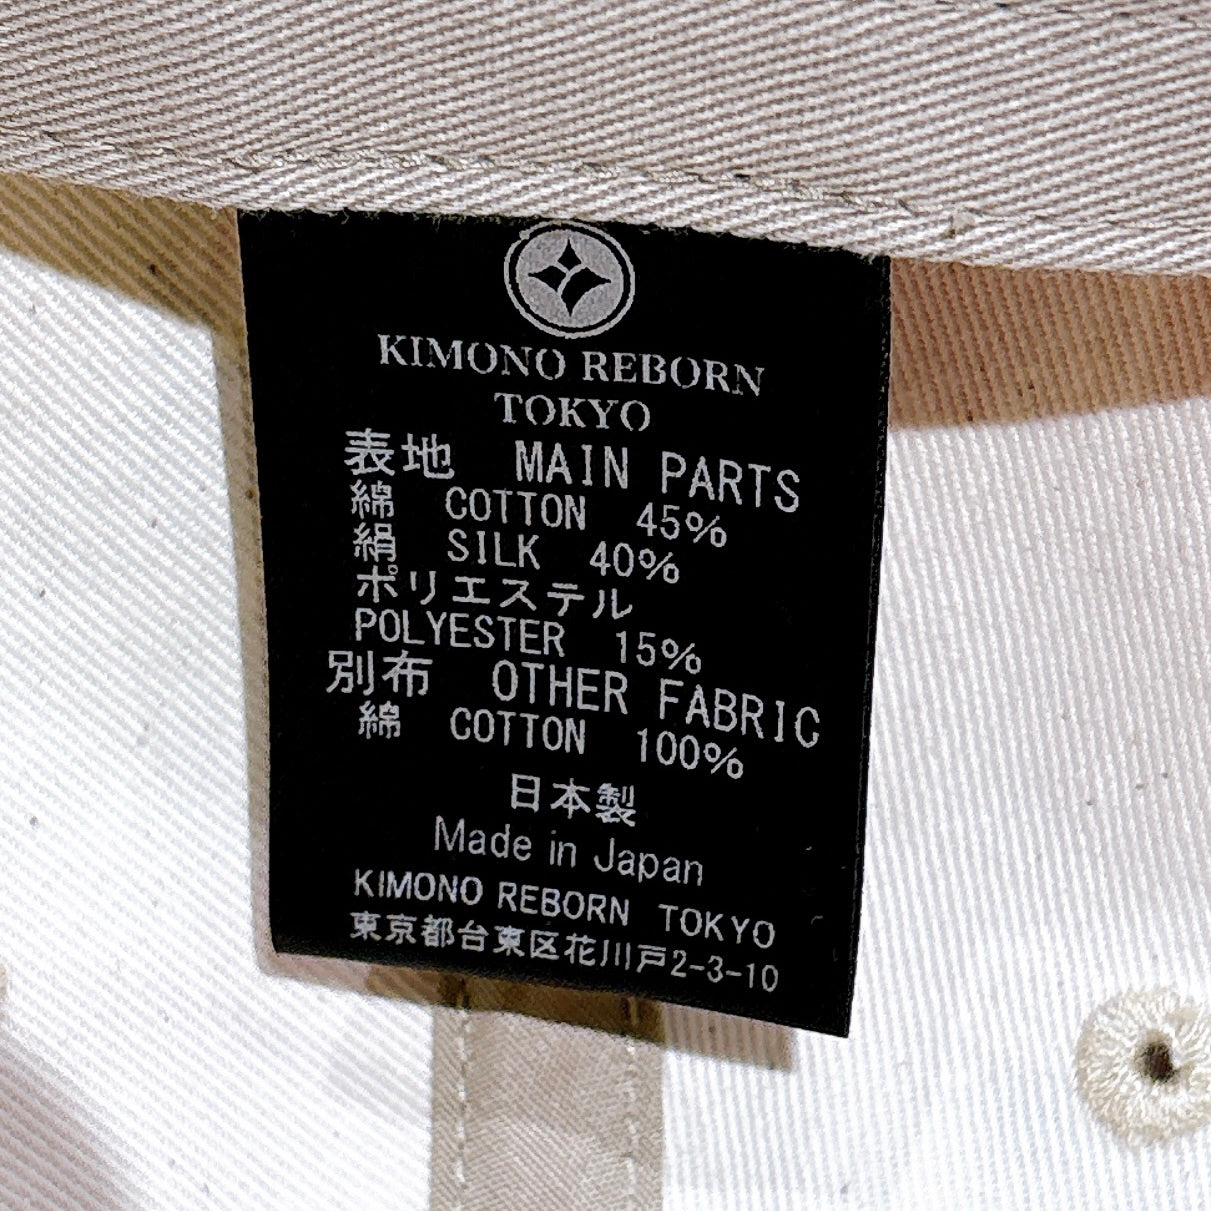 KIMONO REBORN
TOKYO
表地 MAIN PARTS
綿 COTTON 45%
絹 SILK 40%
ポリエステル
POLYESTER 15%
別布 OTHER FABRIC
綿 COTTON 100%
日本製
Made in Japan
KIMONO REBORN TOKYO
東京都台東区花川戸2-3-10